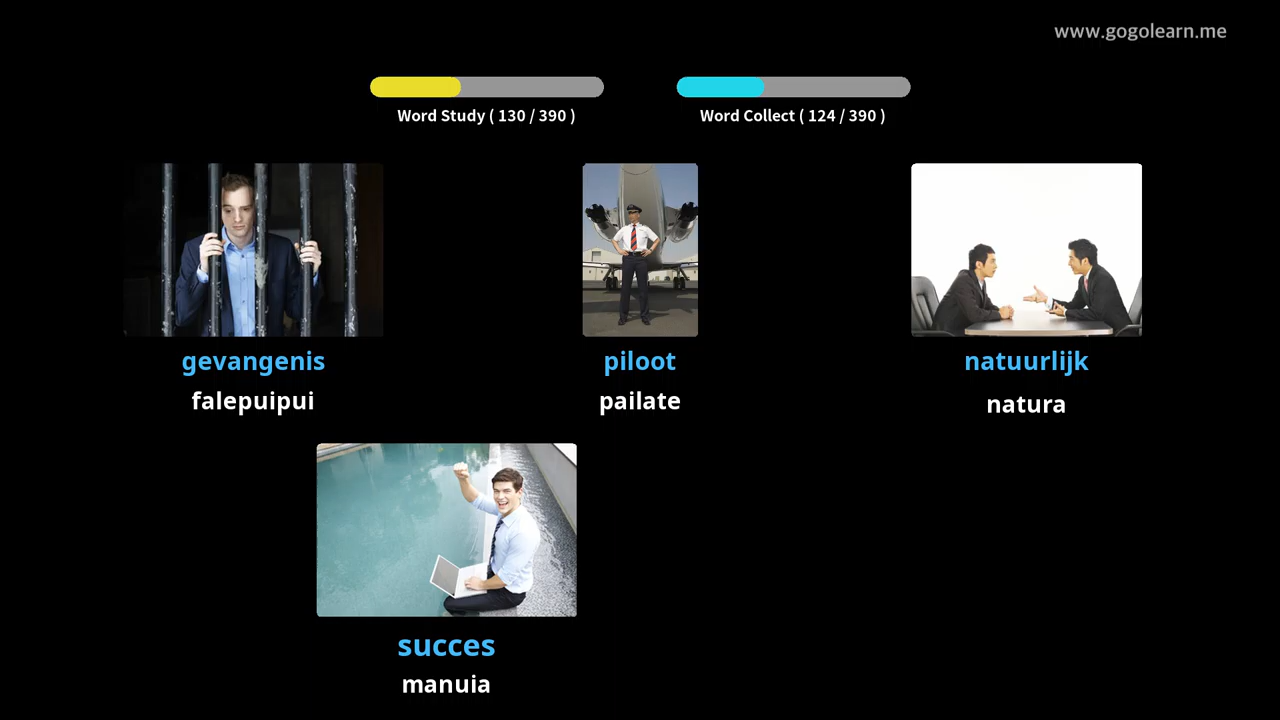 www.gogolearn.me
Word Study ( 130 / 390 )
Word Collect ( 124 / 390 )
gevangenis
falepuipui
piloot
pailate
natuurlijk
natura
succes
manuia